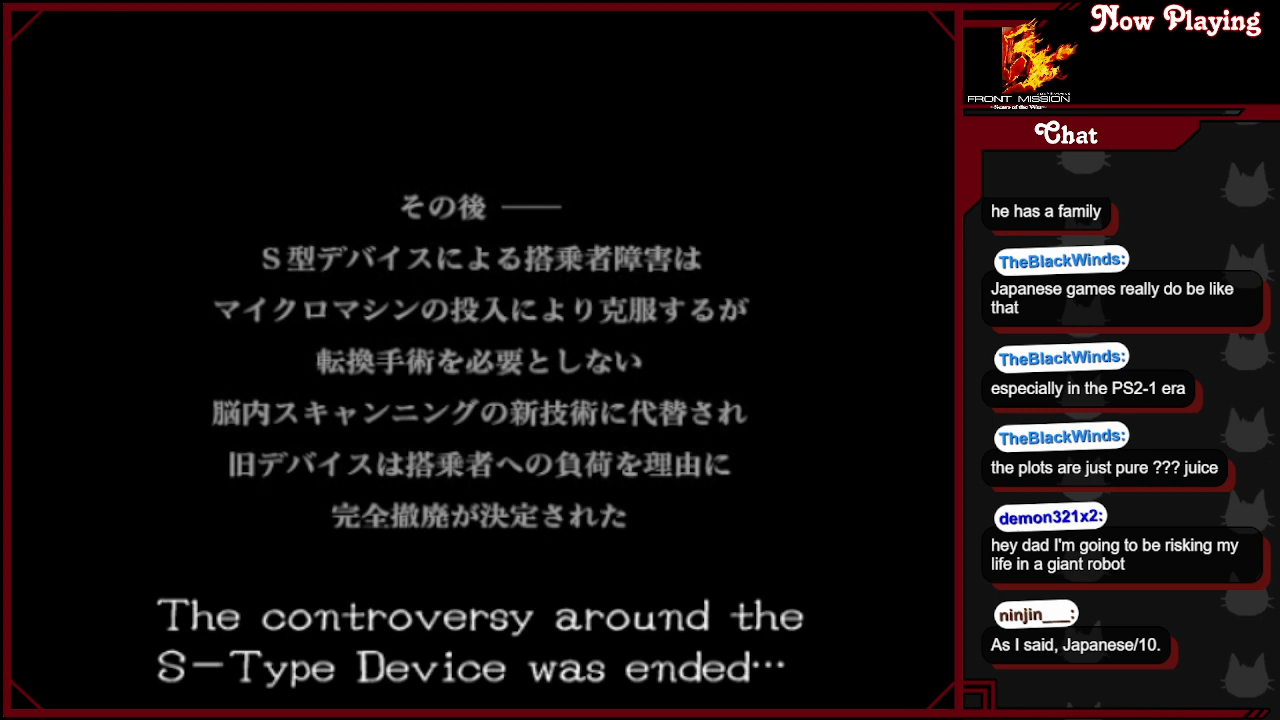 Now Playing
5
FRONT MISSION
Scars of the War
Chat
he has a family
TheBlackWinds:
Japanese games really do be like
that
TheBlackWinds:
especially in the PS2-1 era
TheBlackWinds:
the plots are just pure ??? juice
demon321x2:
hey dad I'm going to be risking my
life in a giant robot
ninjin___:
As I said, Japanese/10.
その後 ――
S型デバイスによる搭乗者障害は
マイクロマシンの投入により克服するが
転換手術を必要としない
脳内スキャンニングの新技術に代替され
旧デバイスは搭乗者への負荷を理由に
完全撤廃が決定された
The controversy around the
S-Type Device was ended…